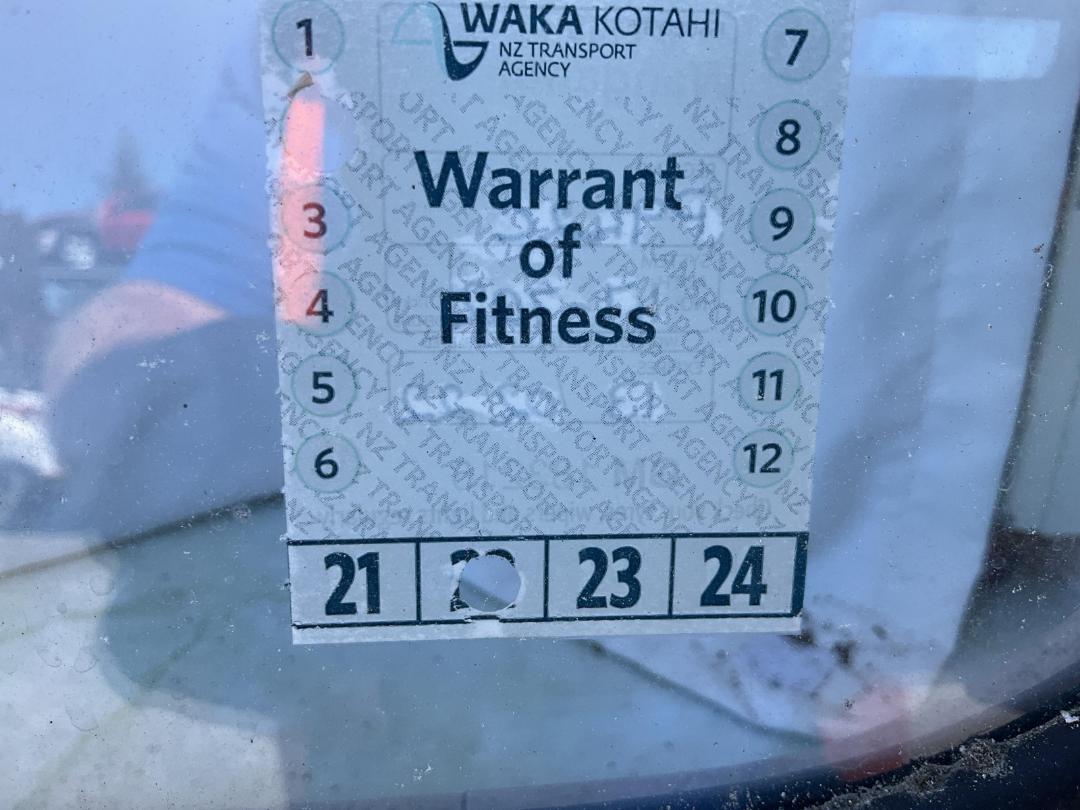 WAKA KOTAHI
NZ TRANSPORT
AGENCY
Warrant
of
Fitness
1
3
4
5
6
7
8
9
10
11
12
21
23
24